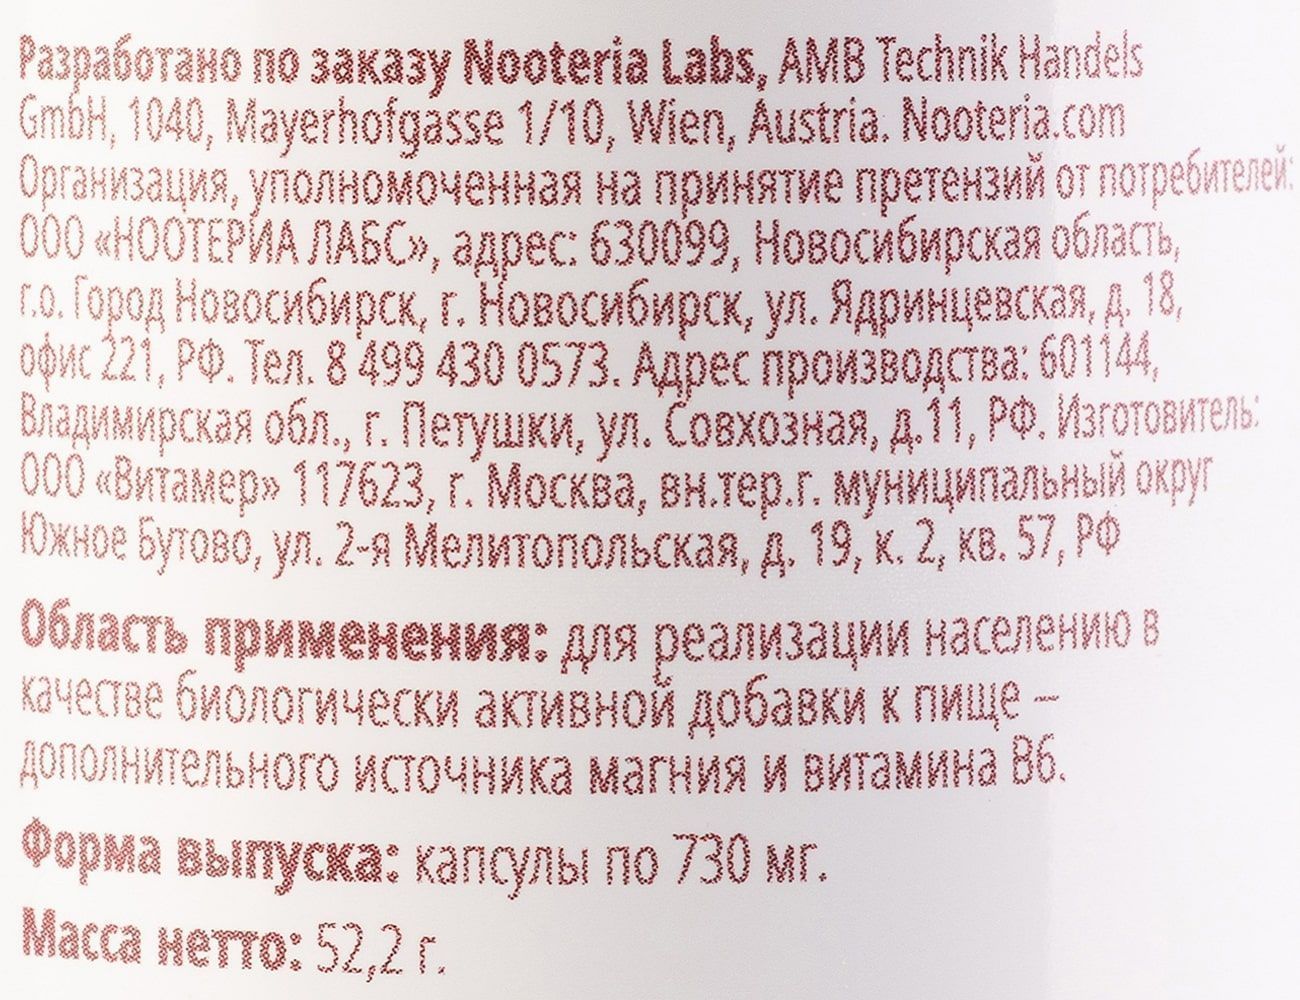 Разработано по заказу Nooteria Labs, AMB Technik Handels
GmbH, 1040, Mayerhofgasse 1/10, Wien, Austria. Nooteria.com
Организация, уполномоченная на принятие претензий от потребителей:
ООО «НООТЕРИА ЛАБС», адрес: 630099, Новосибирская область,
г.о. Город Новосибирск, г. Новосибирск, ул. Ядринцевская, д. 18,
офис 221, РФ. Тел. 8 499 430 0573. Адрес производства: 601144,
Владимирская обл., г. Петушки, ул. Совхозная, д.11, РФ. Изготовитель:
ООО «Витамер» 117623, г. Москва, вн.тер.г. муниципальный округ
Южное Бутово, ул. 2-я Мелитопольская, д. 19, к. 2, кв. 57, РФ
Область применения: для реализации населению в
качестве биологически активной добавки к пище –
дополнительного источника магния и витамина В6.
Форма выпуска: капсулы по 730 мг.
Масса нетто: 52,2 г.